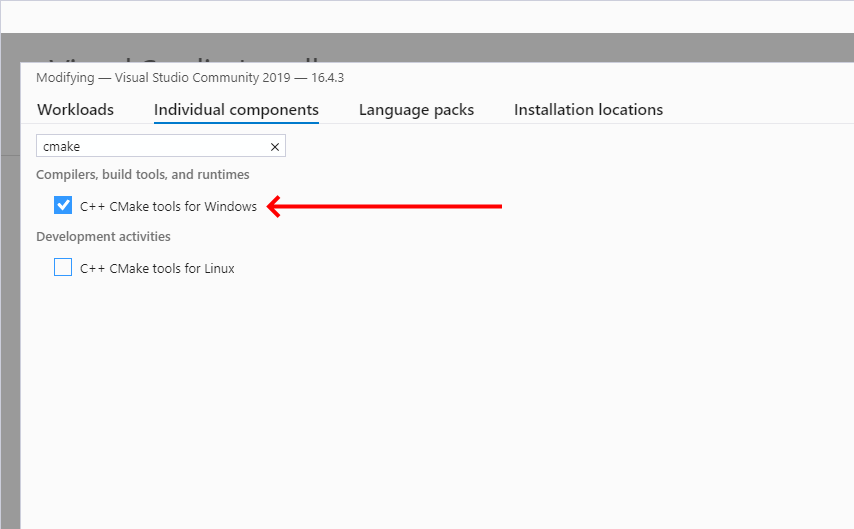 Modifying — Visual Studio Community 2019 — 16.4.3
Workloads Individual components Language packs Installation locations
cmake
Compilers, build tools, and runtimes
C++ CMake tools for Windows
Development activities
C++ CMake tools for Linux